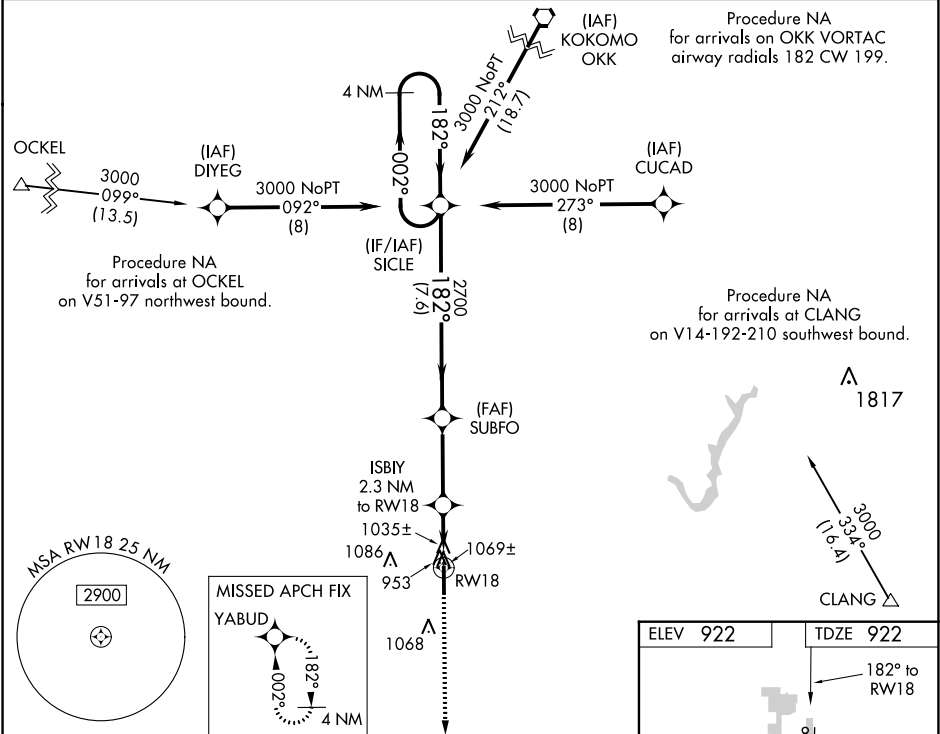 (IAF)
KOKOMO
OKK
Procedure NA
for arrivals on OKK VORTAC
airway radials 182 CW 199.
4 NM
182°
002°
3000 NoPT
212°
(18.7)
OCKEL
3000
099°
(13.5)
(IAF)
DIYEG
3000 NoPT
092°
(8)
(IAF)
CUCAD
3000 NoPT
273°
(8)
(IF/IAF)
SICLE
Procedure NA
for arrivals at OCKEL
on V51-97 northwest bound.
2700
182°
(7.6)
Procedure NA
for arrivals at CLANG
on V14-192-210 southwest bound.
1817
(FAF)
SUBFO
ISBIY
2.3 NM
to RW18
1035±
1086
1069±
953
RW18
3000
334°
(16.4)
CLANG
MSA RW18 25 NM
2900
MISSED APCH FIX
YABUD
182°
002°
4 NM
1068
ELEV 922
TDZE 922
182° to
RW18